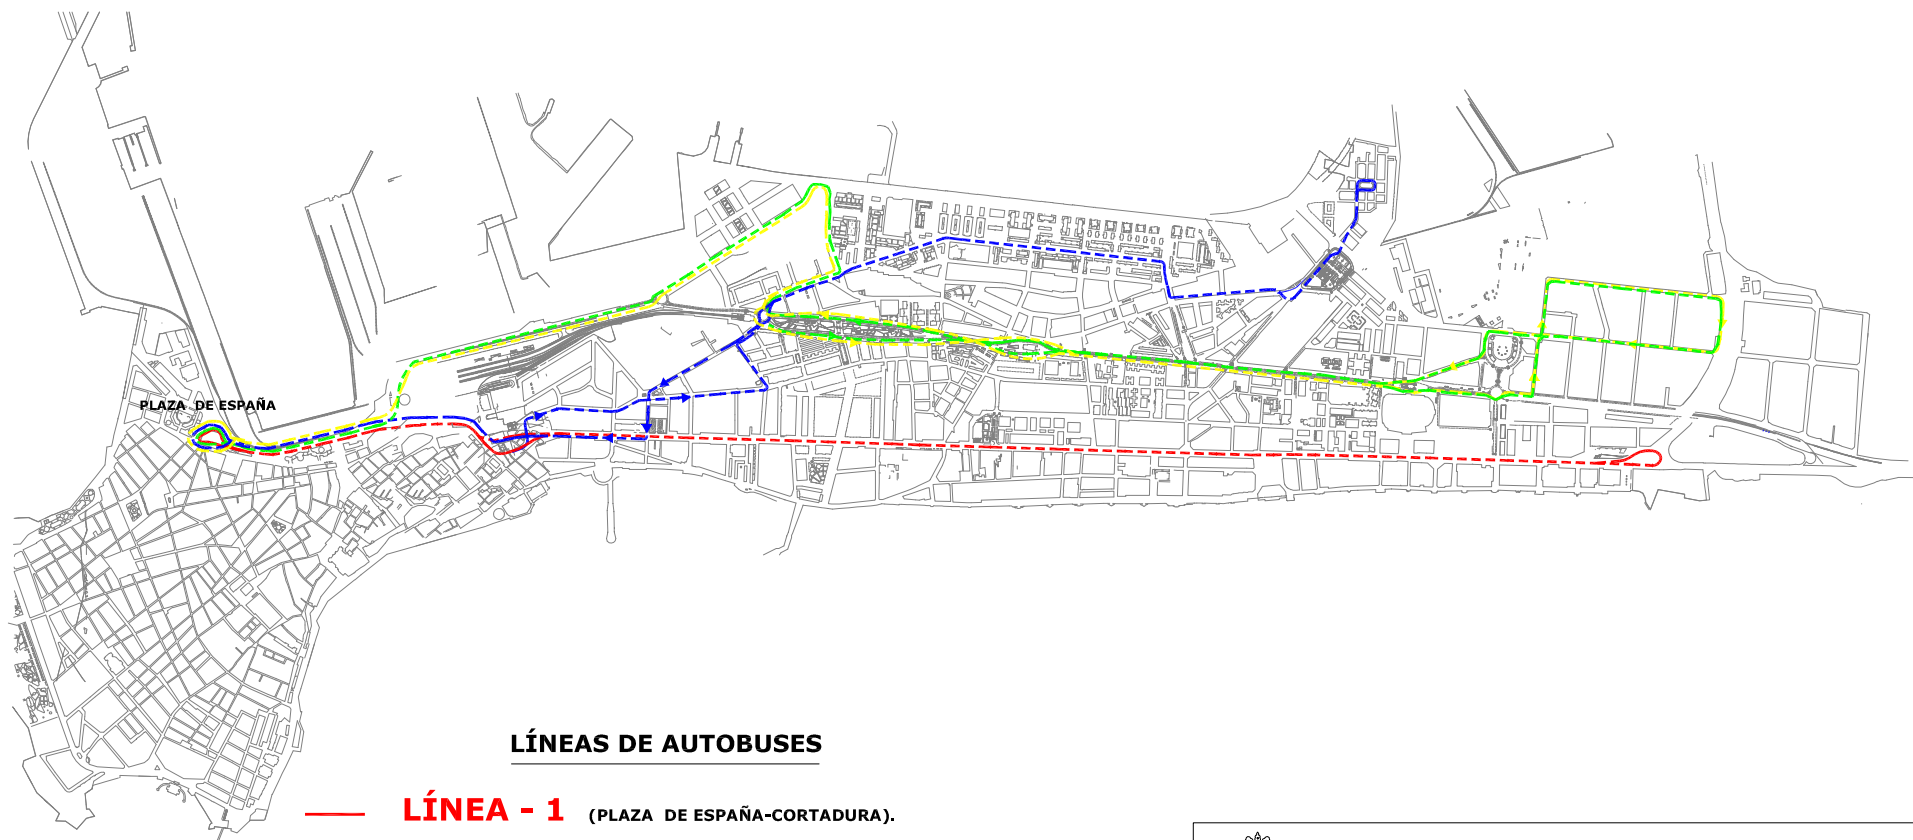 PLAZA DE ESPAÑA
LÍNEAS DE AUTOBUSES
LÍNEA - 1 (PLAZA DE ESPAÑA-CORTADURA).